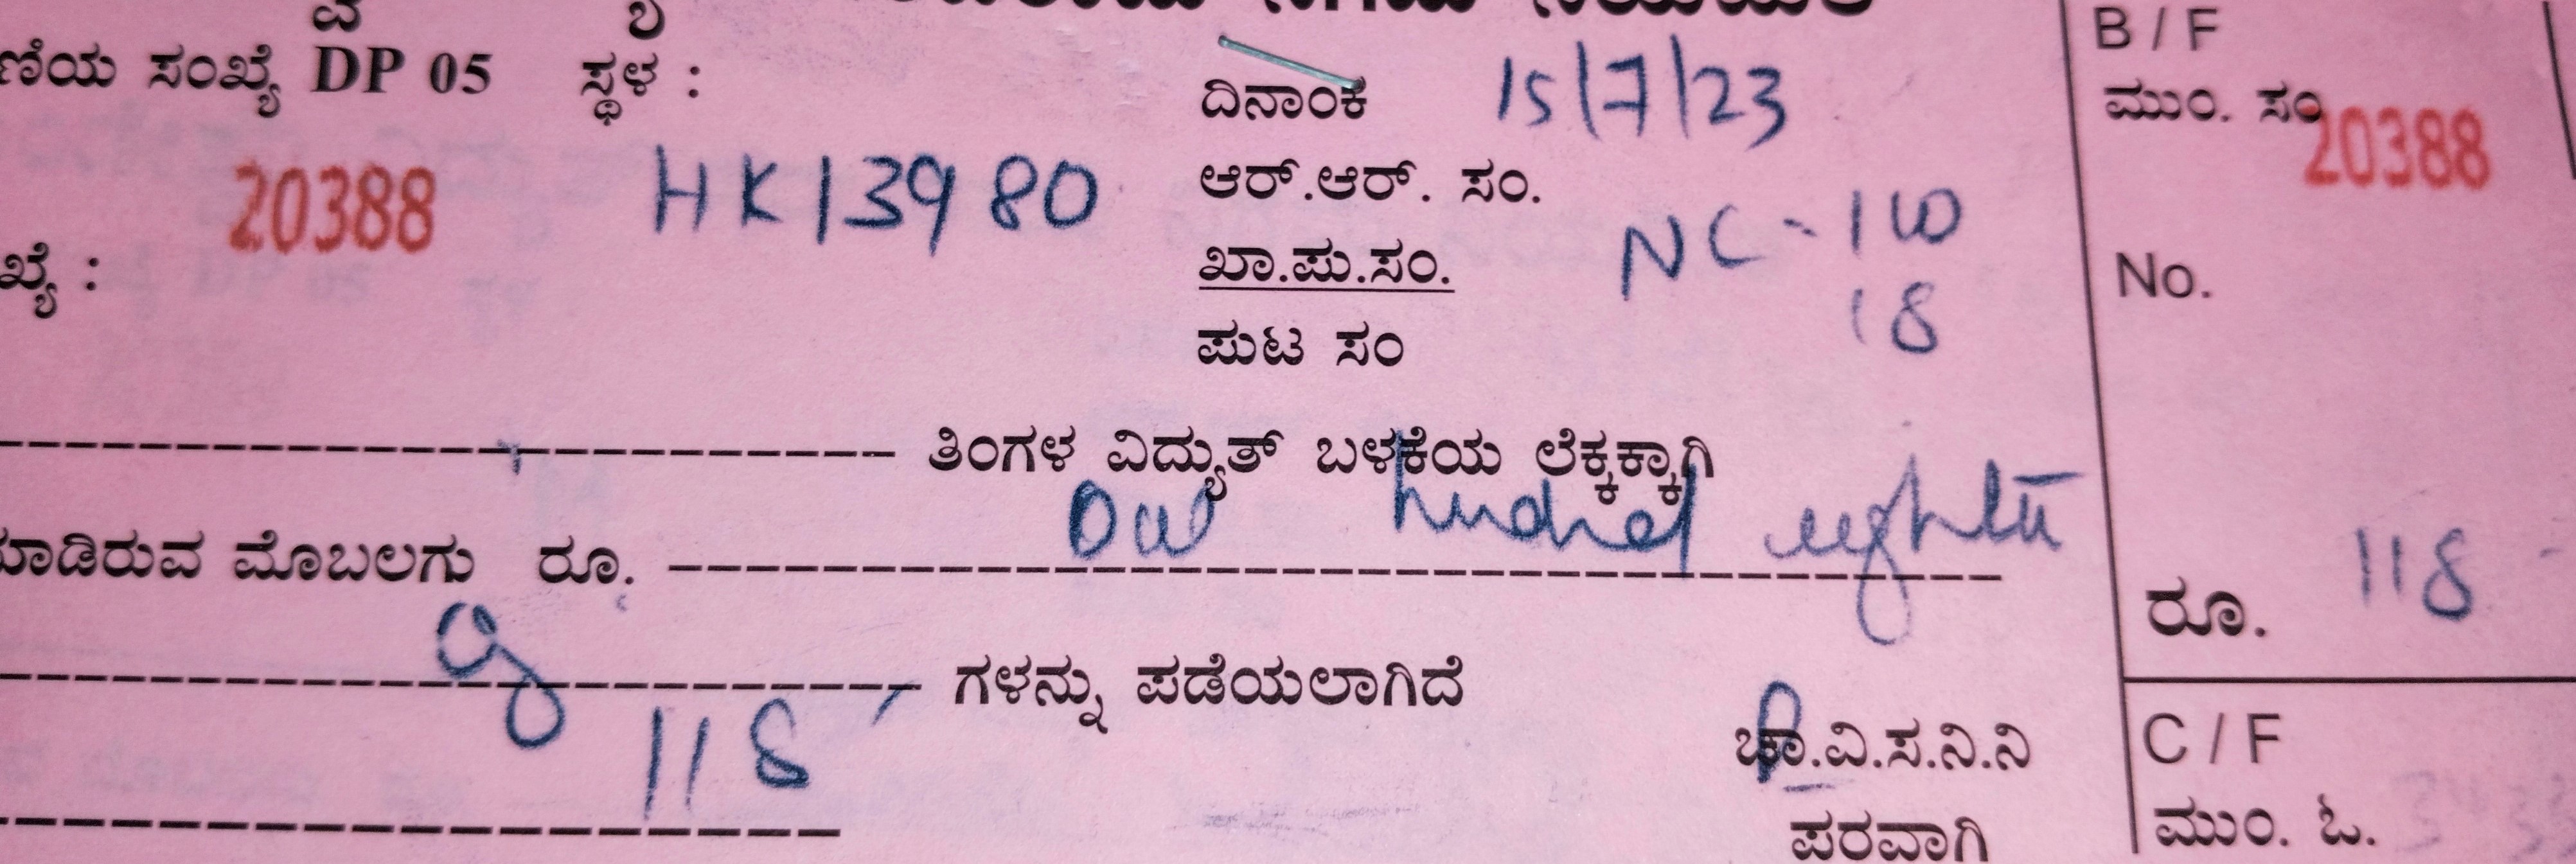 ಣಿಯ ಸಂಖ್ಯೆ DP 05 ಸ್ಥಳ :
ದಿನಾಂಕ 15/7/23
B / F
ಮುಂ. ಸಂ 20388
20388 HK13980
ಆರ್.ಆರ್. ಸಂ.
ಖಾ.ಪು.ಸಂ. NC-110
ಖ್ಯೆ :
No.
ಪುಟ ಸಂ 18
ತಿಂಗಳ ವಿದ್ಯುತ್ ಬಳಕೆಯ ಲೆಕ್ಕಕ್ಕಾಗಿ
ಮಾಡಿರುವ ಮೊಬಲಗು ರೂ. One hundred eighteen
ರೂ. 118
ಗಳನ್ನು ಪಡೆಯಲಾಗಿದೆ
118
ಚಾ.ವಿ.ಸ.ನಿ.ನಿ
ಪರವಾಗಿ
C / F
ಮುಂ. ಓ.